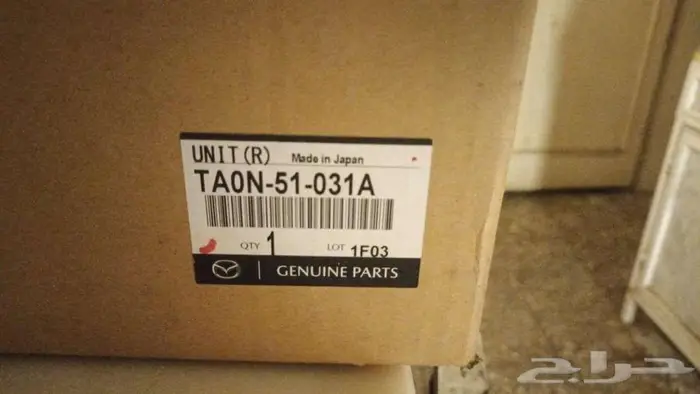 UNIT(R) Made in Japan
TA0N-51-031A
QTY 1 LOT 1F03
GENUINE PARTS
حراج